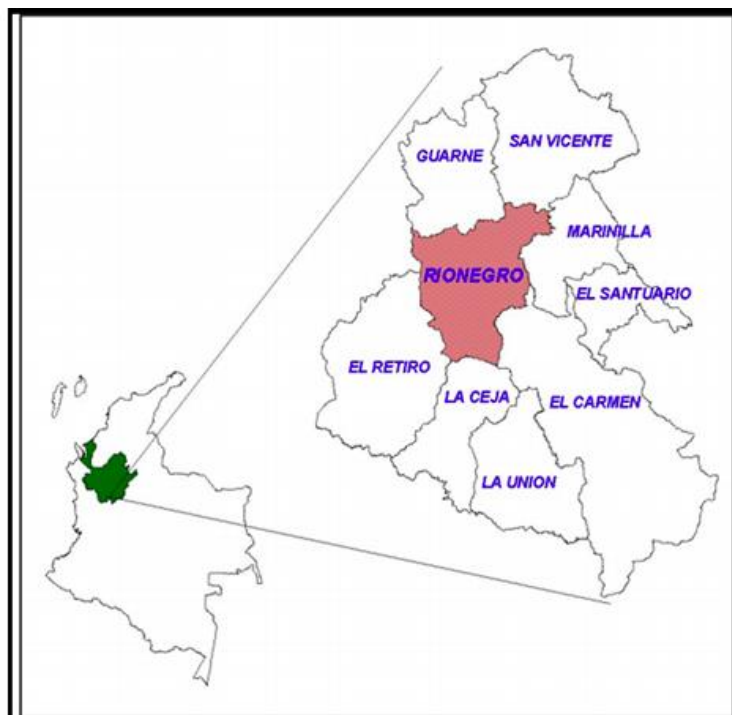 SAN VICENTE
GUARNE
MARINILLA
RIONEGRO
EL SANTUARIO
EL RETIRO
LA CEJA
EL CARMEN
LA UNION